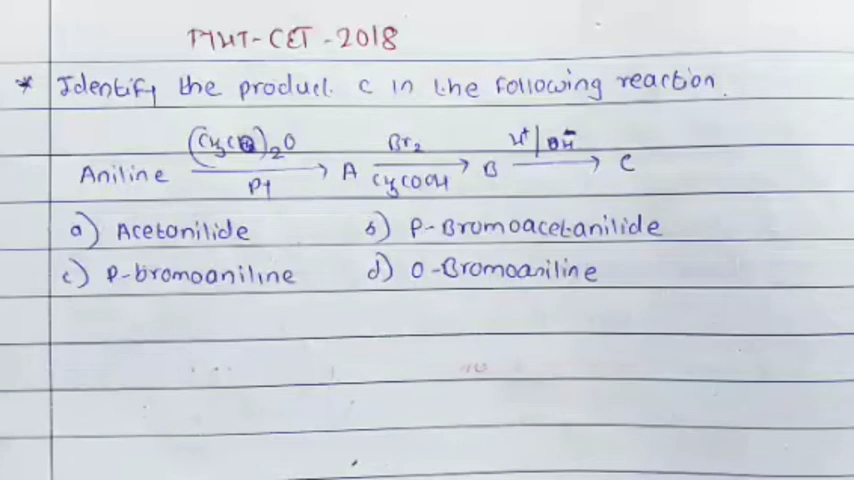 MHT-CET-2018
* Identify the product c in the following reaction.
Aniline (CH3CO)2O Py → A Br2 CH3COOH → B H+/OH- → C
a) Acetanilide b) P-Bromoacetanilide
c) P-bromoaniline d) O-Bromoaniline